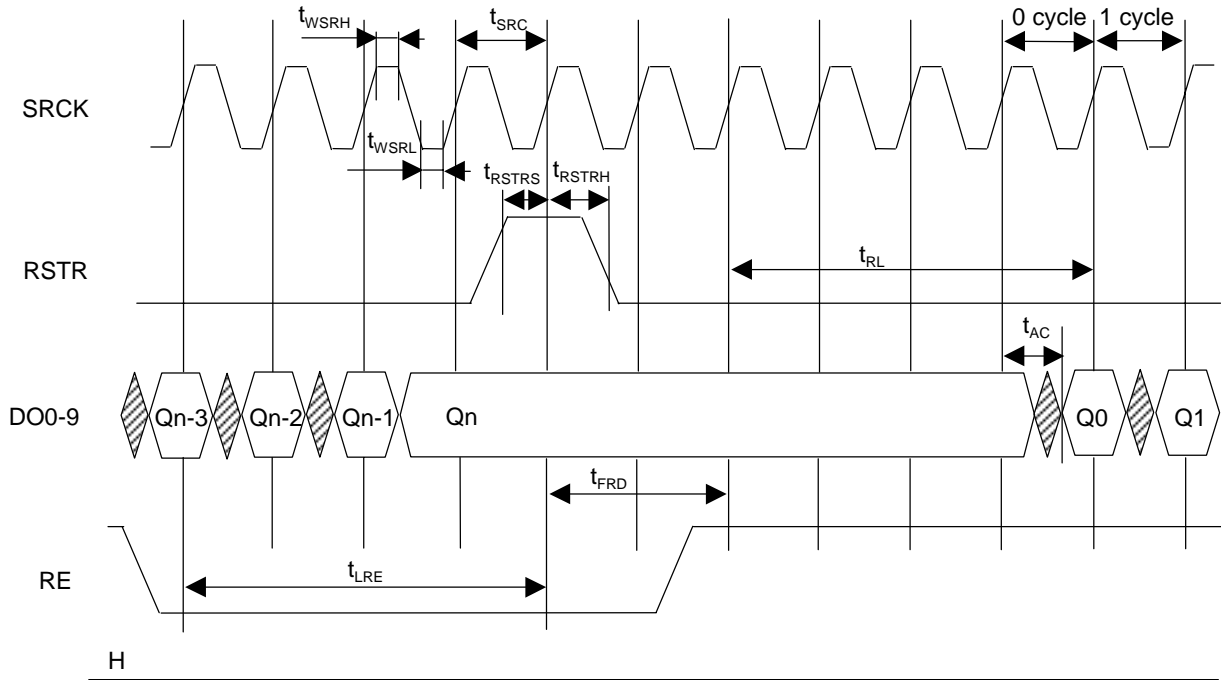 tWSRH tSRC 0 cycle 1 cycle
SRCK
tWSRL
tRSTRS tRSTRH
RSTR
tRL
tAC
DO0-9 Qn-3 Qn-2 Qn-1 Qn Q0 Q1
tFRD
RE
tLRE
H